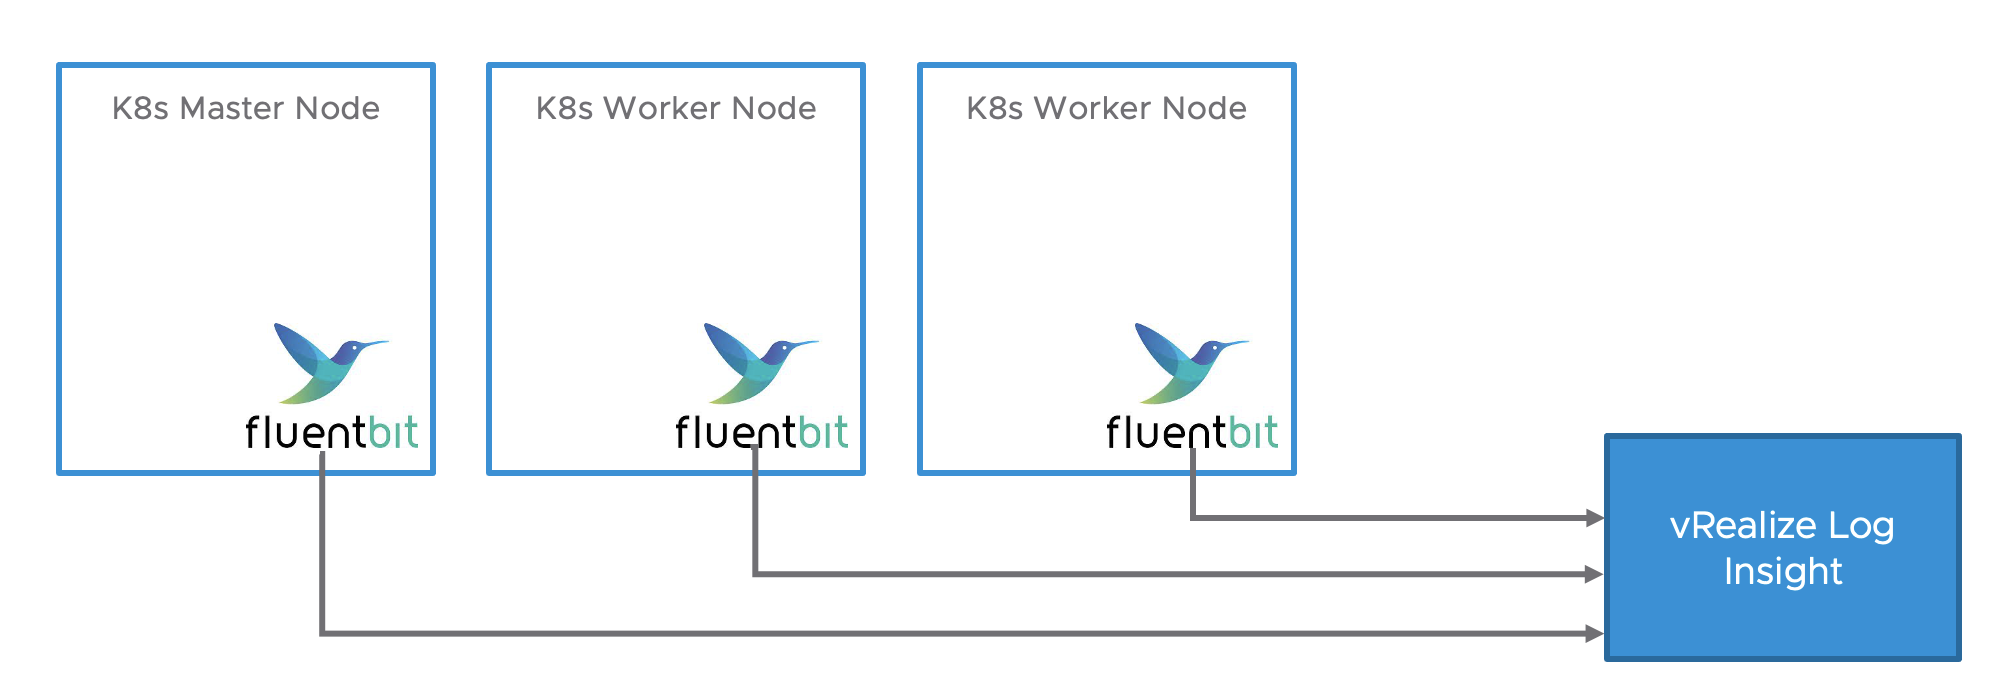 K8s Master Node
K8s Worker Node
K8s Worker Node
fluentbit
fluentbit
fluentbit
vRealize Log
Insight